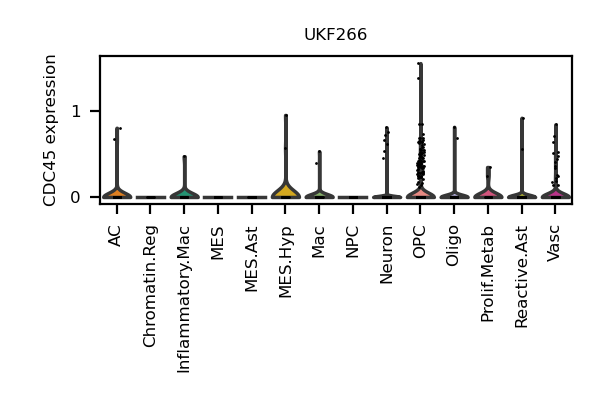 UKF266
CDC45 expression
1
0
AC
Chromatin.Reg
Inflammatory.Mac
MES
MES.Ast
MES.Hyp
Mac
NPC
Neuron
OPC
Oligo
Prolif.Metab
Reactive.Ast
Vasc